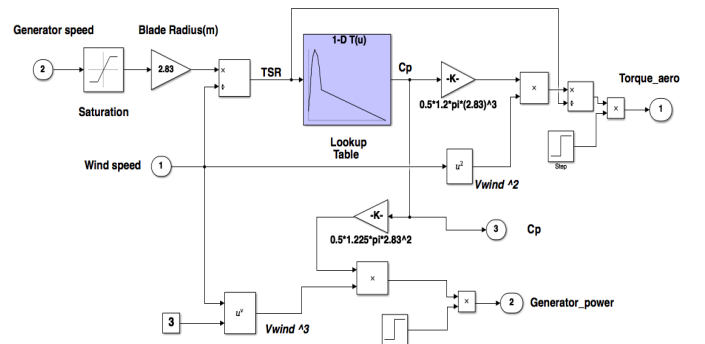 1-D T(u)
Generator speed
Blade Radius(m)
2
2.83
×
÷
TSR
Cp
-K-
0.5*1.2*pi*(2.83)^3
×
×
÷
×
Torque_aero
1
Saturation
Lookup
Table
Step
Wind speed
1
u²
Vwind ^2
-K-
0.5*1.225*pi*2.83^2
3
Cp
×
×
2
Generator_power
3
uᵛ
Vwind ^3